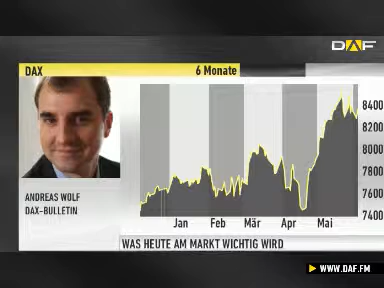 DAF
DAX
6 Monate
8400
8200
8000
7800
7600
7400
Jan Feb Mär Apr Mai
ANDREAS WOLF
DAX-BULLETIN
WAS HEUTE AM MARKT WICHTIG WIRD
WWW.DAF.FM